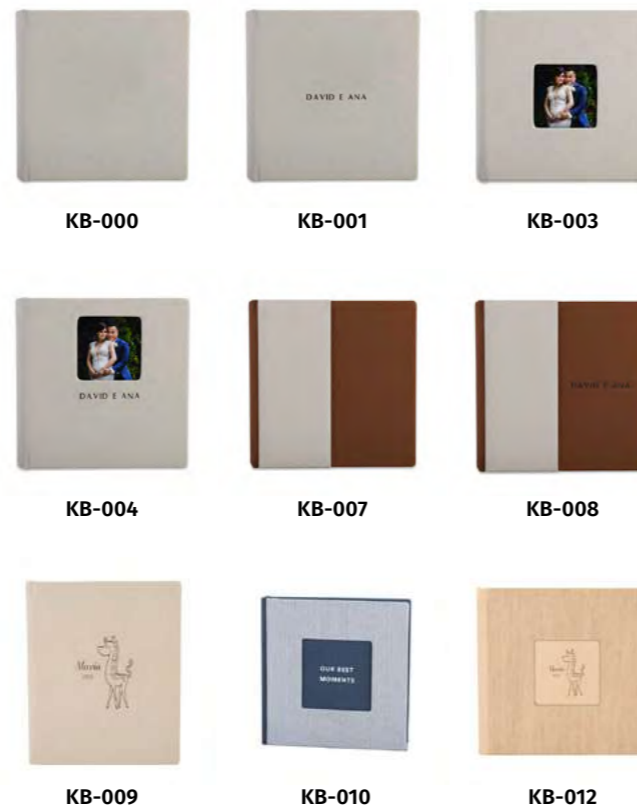 DAVID E ANA
KB-000
KB-001
KB-003
DAVID E ANA
DAVID E ANA
KB-004
KB-007
KB-008
Maria
OUR BEST
MOMENTS
Maria
KB-009
KB-010
KB-012